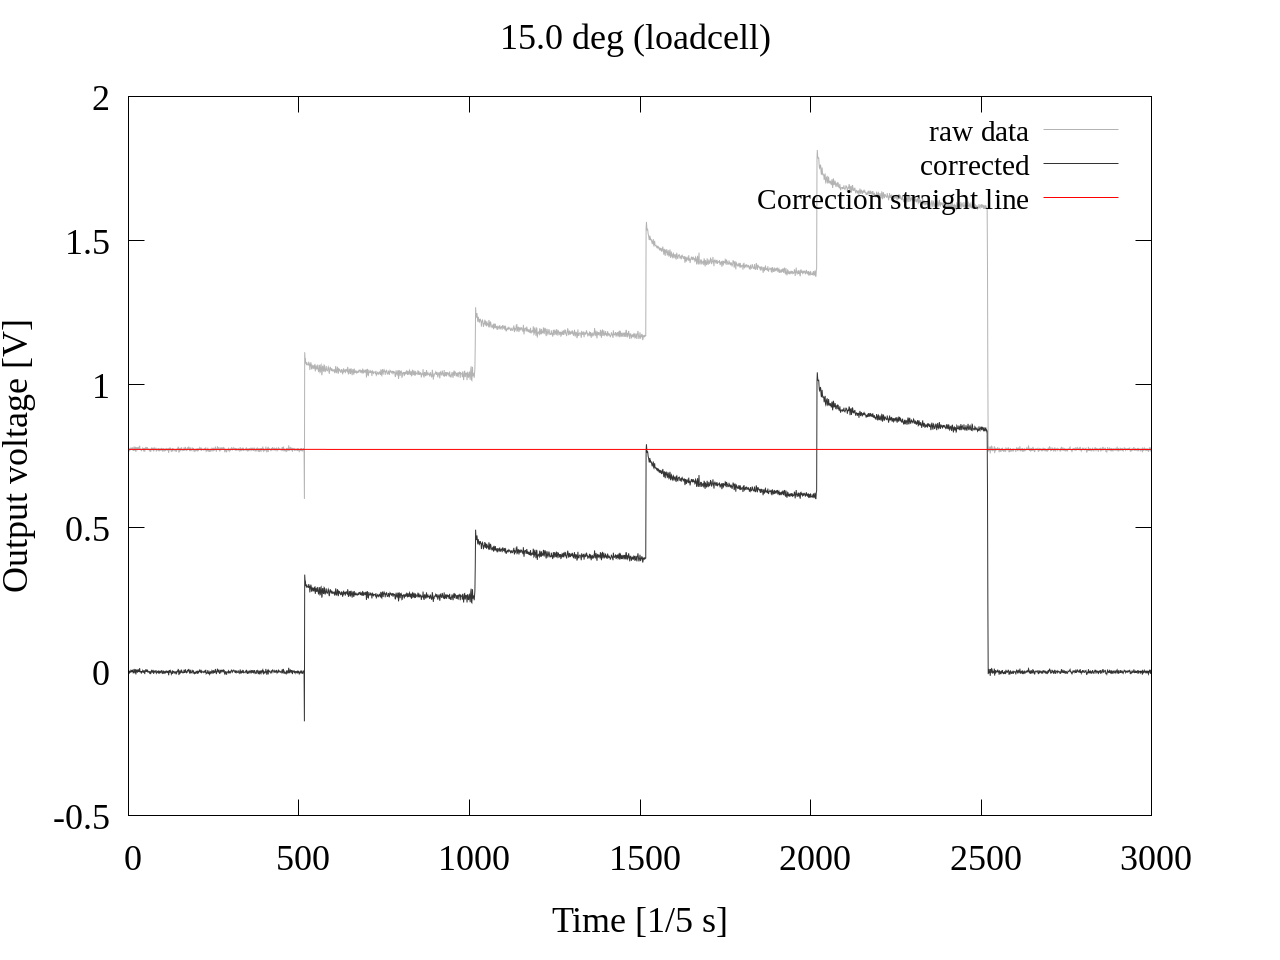 15.0 deg (loadcell)
2
1.5
1
0.5
0
-0.5
Output voltage [V]
raw data
corrected
Correction straight line
0 500 1000 1500 2000 2500 3000
Time [1/5 s]